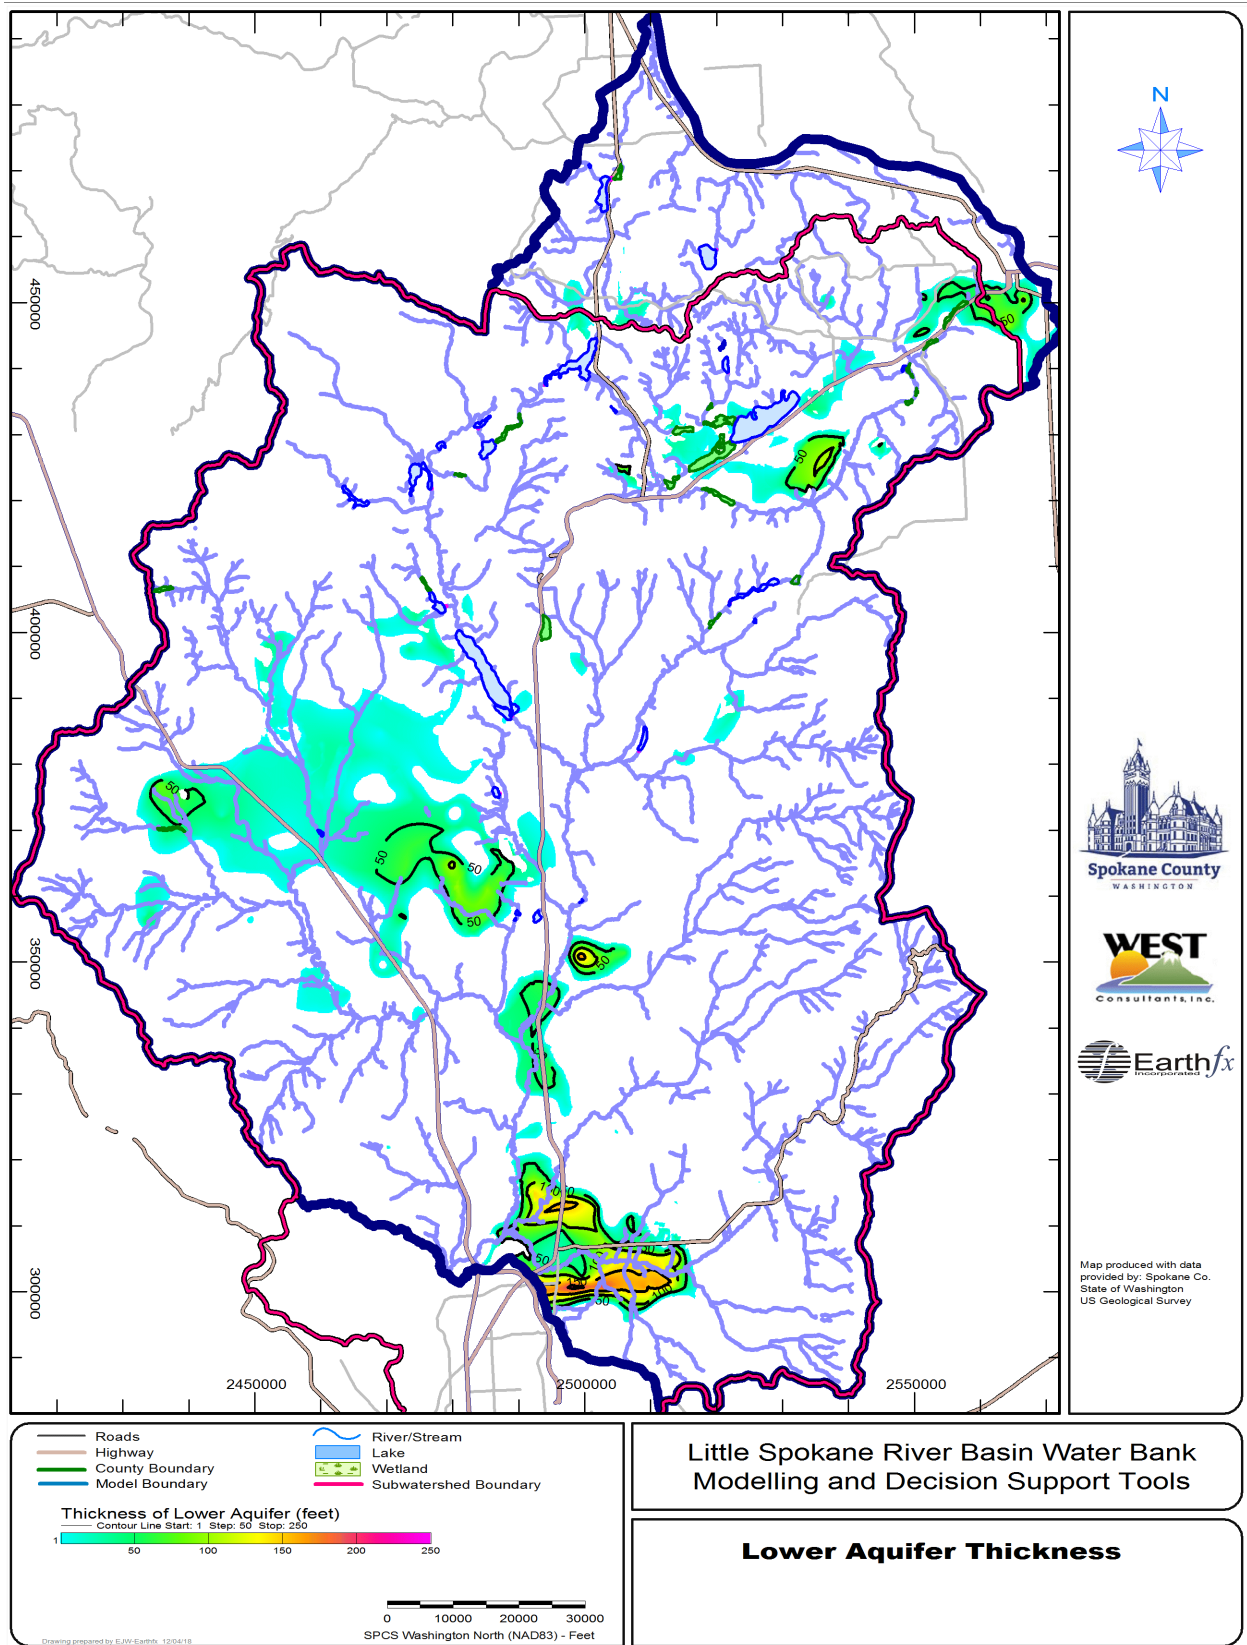 N
450000
400000
350000
300000
2450000
2500000
2550000
50
50
50
50
50
50
50
50
150
50
100
Spokane County
WASHINGTON
WEST
Consultants, Inc.
Earthfx
Incorporated
Map produced with data
provided by: Spokane Co.
State of Washington
US Geological Survey
Roads
Highway
County Boundary
Model Boundary
River/Stream
Lake
Wetland
Subwatershed Boundary
Thickness of Lower Aquifer (feet)
Contour Line Start: 1 Step: 50 Stop: 250
1
50
100
150
200
250
0 10000 20000 30000
SPCS Washington North (NAD83) - Feet
Drawing prepared by EJW-Earthfx 12/04/18
Little Spokane River Basin Water Bank
Modelling and Decision Support Tools
Lower Aquifer Thickness